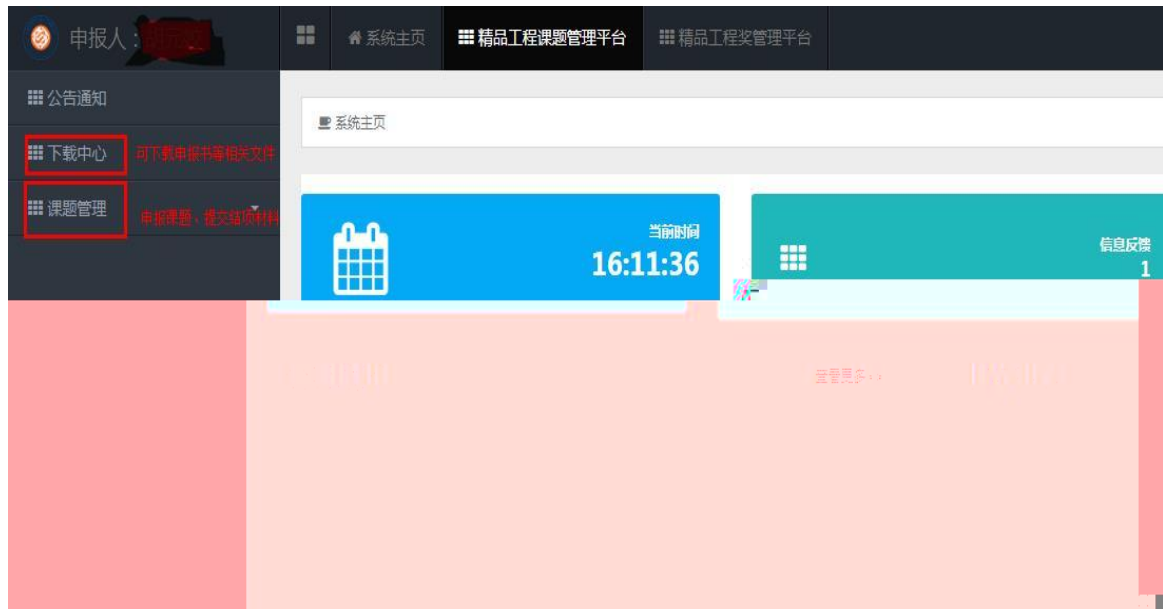 申报人：
系统主页
精品工程课题管理平台
精品工程奖管理平台
公告通知
系统主页
下载中心
可下载申报书等相关文件
课题管理
申报课题、提交结项材料
当前时间
16:11:36
信息反馈
1
查看更多>>